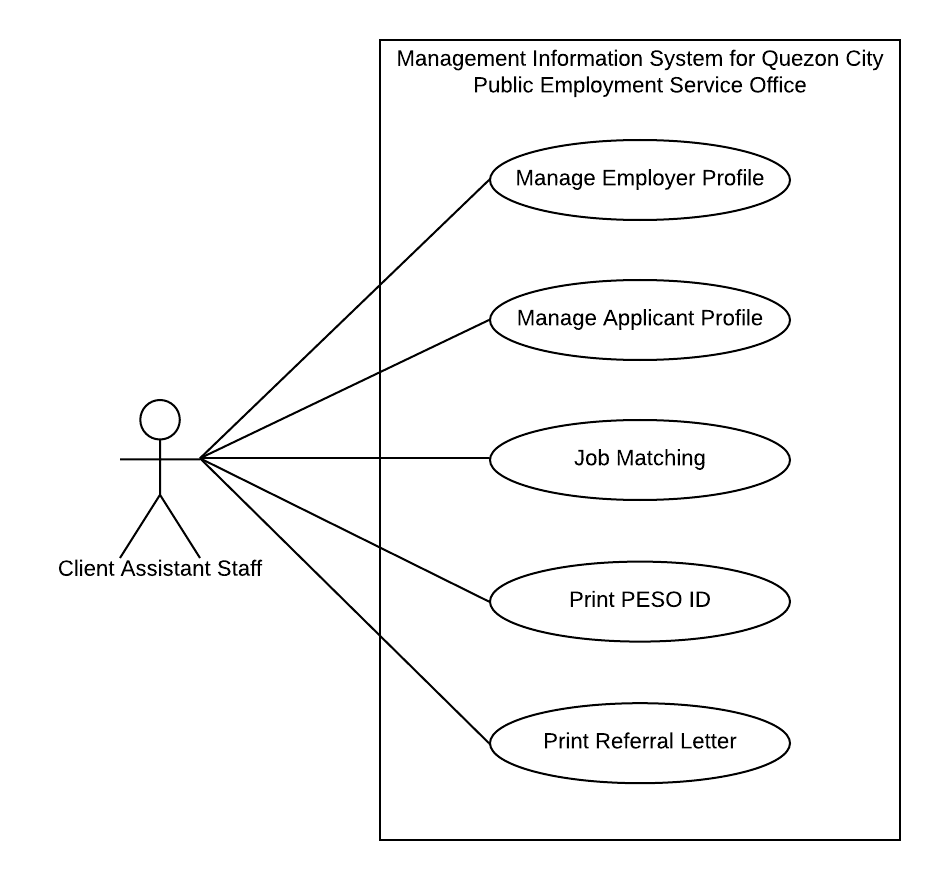 Management Information System for Quezon City
Public Employment Service Office
Manage Employer Profile
Manage Applicant Profile
Job Matching
Client Assistant Staff
Print PESO ID
Print Referral Letter